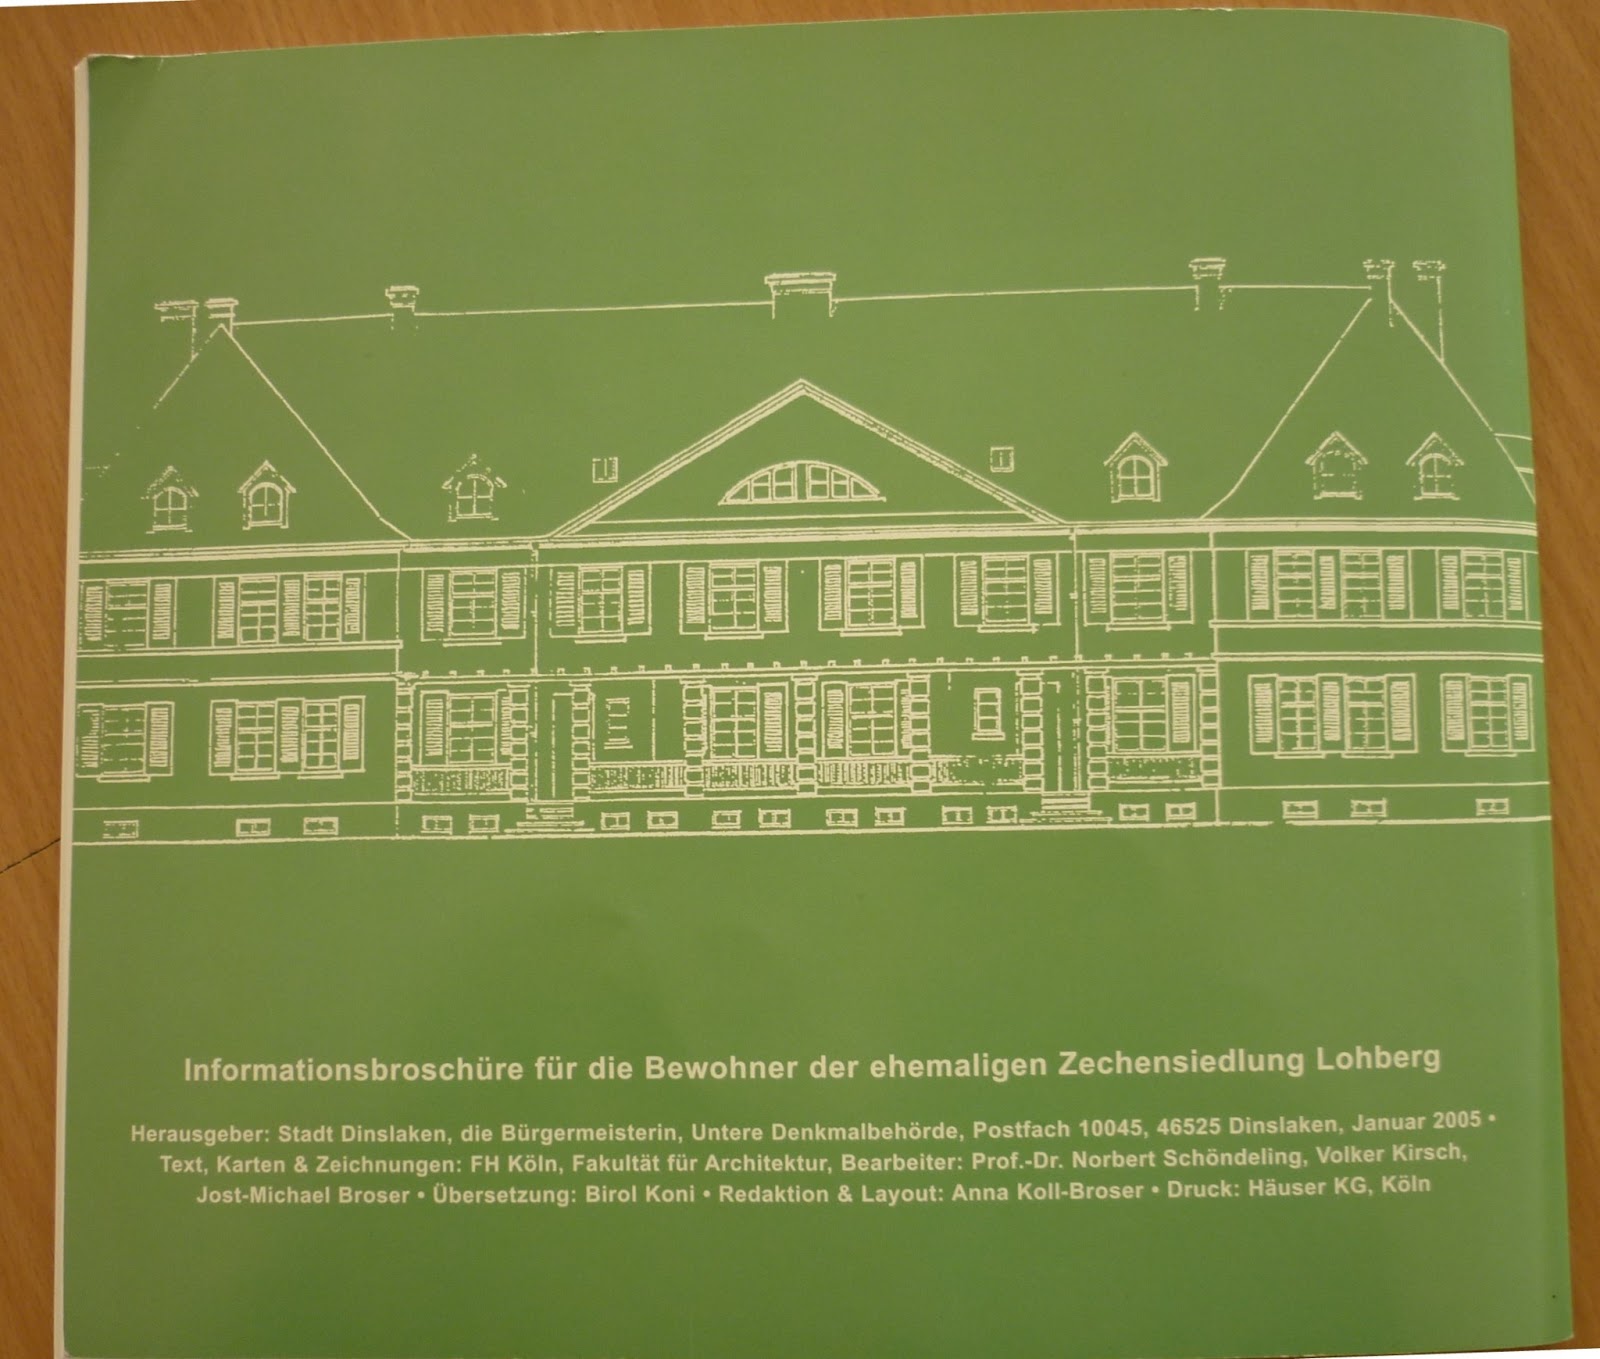 Informationsbroschüre für die Bewohner der ehemaligen Zechensiedlung Lohberg
Herausgeber: Stadt Dinslaken, die Bürgermeisterin, Untere Denkmalbehörde, Postfach 10045, 46525 Dinslaken, Januar 2005 •
Text, Karten & Zeichnungen: FH Köln, Fakultät für Architektur, Bearbeiter: Prof.-Dr. Norbert Schöndeling, Volker Kirsch,
Jost-Michael Broser • Übersetzung: Birol Koni • Redaktion & Layout: Anna Koll-Broser • Druck: Häuser KG, Köln